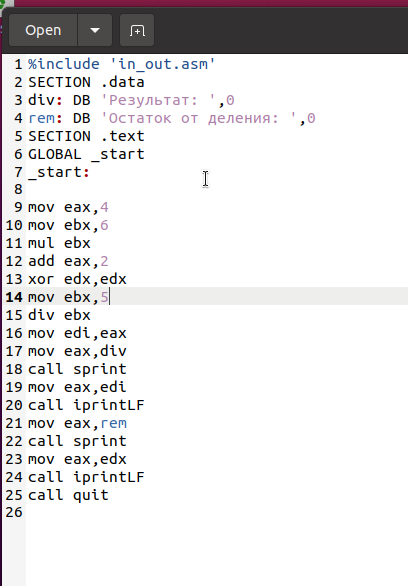 Open
1 %include 'in_out.asm'
2 SECTION .data
3 div: DB 'Результат: ',0
4 rem: DB 'Остаток от деления: ',0
5 SECTION .text
6 GLOBAL _start
7 _start:
8
9 mov eax,4
10 mov ebx,6
11 mul ebx
12 add eax,2
13 xor edx,edx
14 mov ebx,5
15 div ebx
16 mov edi,eax
17 mov eax,div
18 call sprint
19 mov eax,edi
20 call iprintLF
21 mov eax,rem
22 call sprint
23 mov eax,edx
24 call iprintLF
25 call quit
26